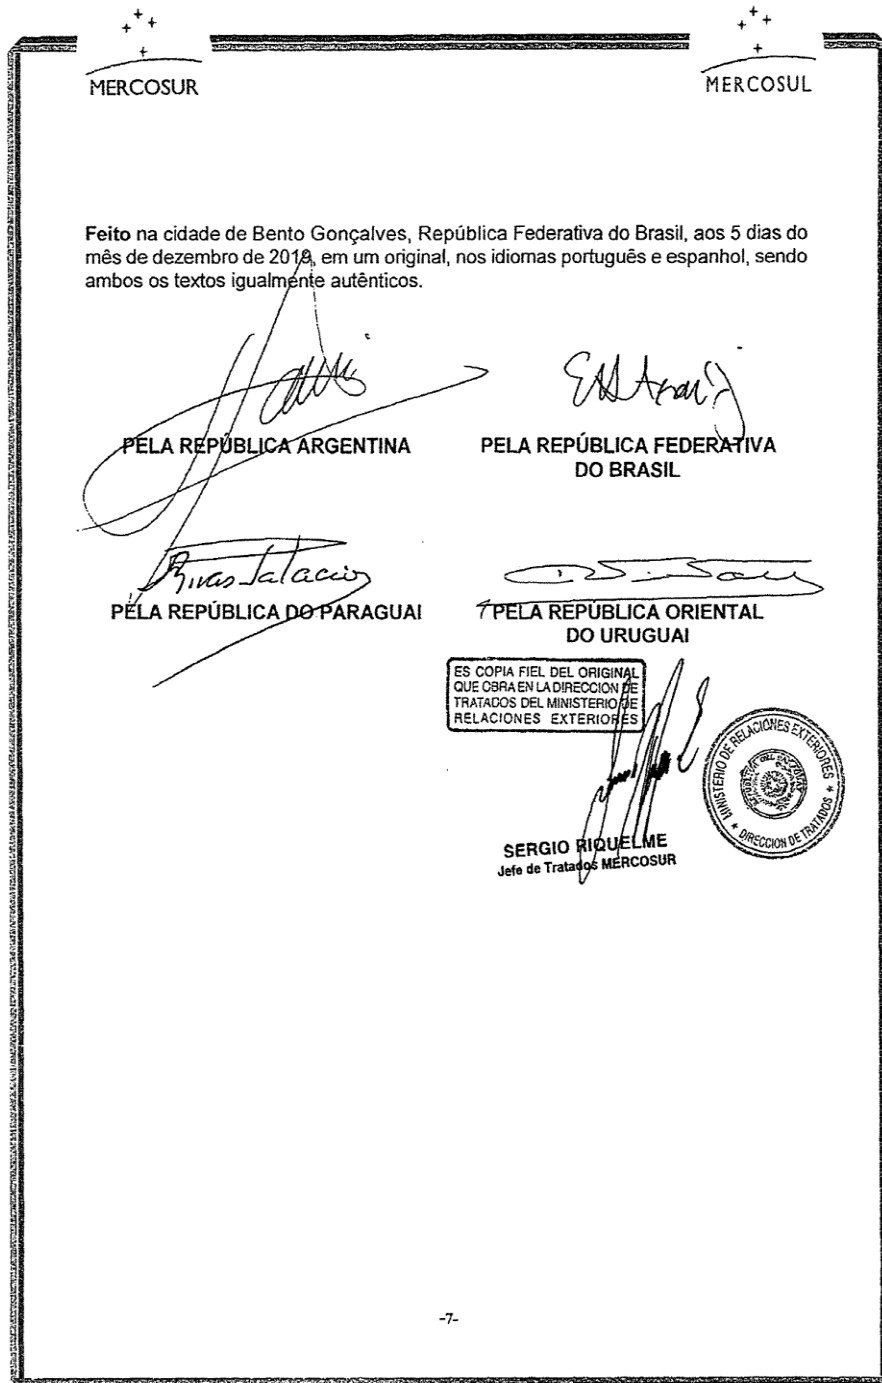 MERCOSUR
MERCOSUL
Feito na cidade de Bento Gonçalves, República Federativa do Brasil, aos 5 dias do
mês de dezembro de 2019, em um original, nos idiomas português e espanhol, sendo
ambos os textos igualmente autênticos.
PELA REPÚBLICA ARGENTINA
PELA REPÚBLICA FEDERATIVA
DO BRASIL
Rivas Palacios
PELA REPÚBLICA DO PARAGUAI
PELA REPÚBLICA ORIENTAL
DO URUGUAI
ES COPIA FIEL DEL ORIGINAL
QUE OBRA EN LA DIRECCION DE
TRATADOS DEL MINISTERIO DE
RELACIONES EXTERIORES
MINISTERIO DE RELACIONES EXTERIORES
DIRECCION DE TRATADOS
SERGIO RIQUELME
Jefe de Tratados MERCOSUR
-7-